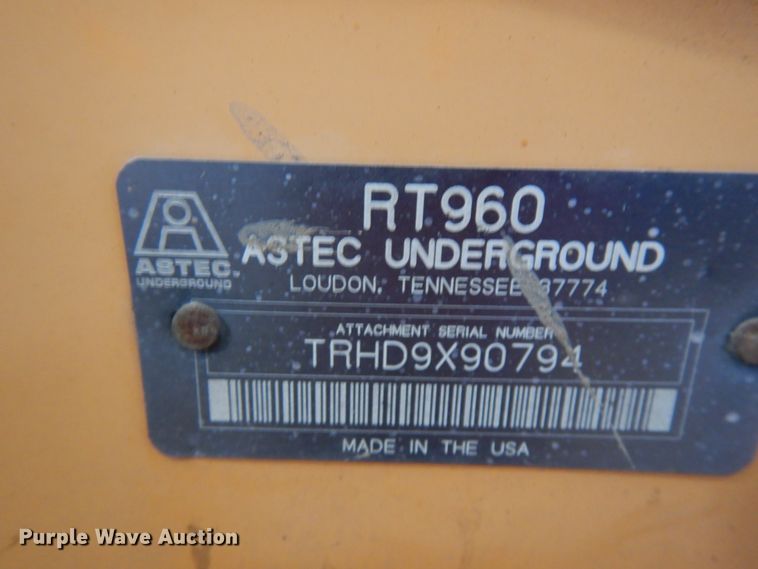 RT960
ASTEC UNDERGROUND
LOUDON, TENNESSEE 37774
ASTEC
UNDERGROUND
ATTACHMENT SERIAL NUMBER
TRHD9X90794
MADE IN THE USA
Purple Wave Auction